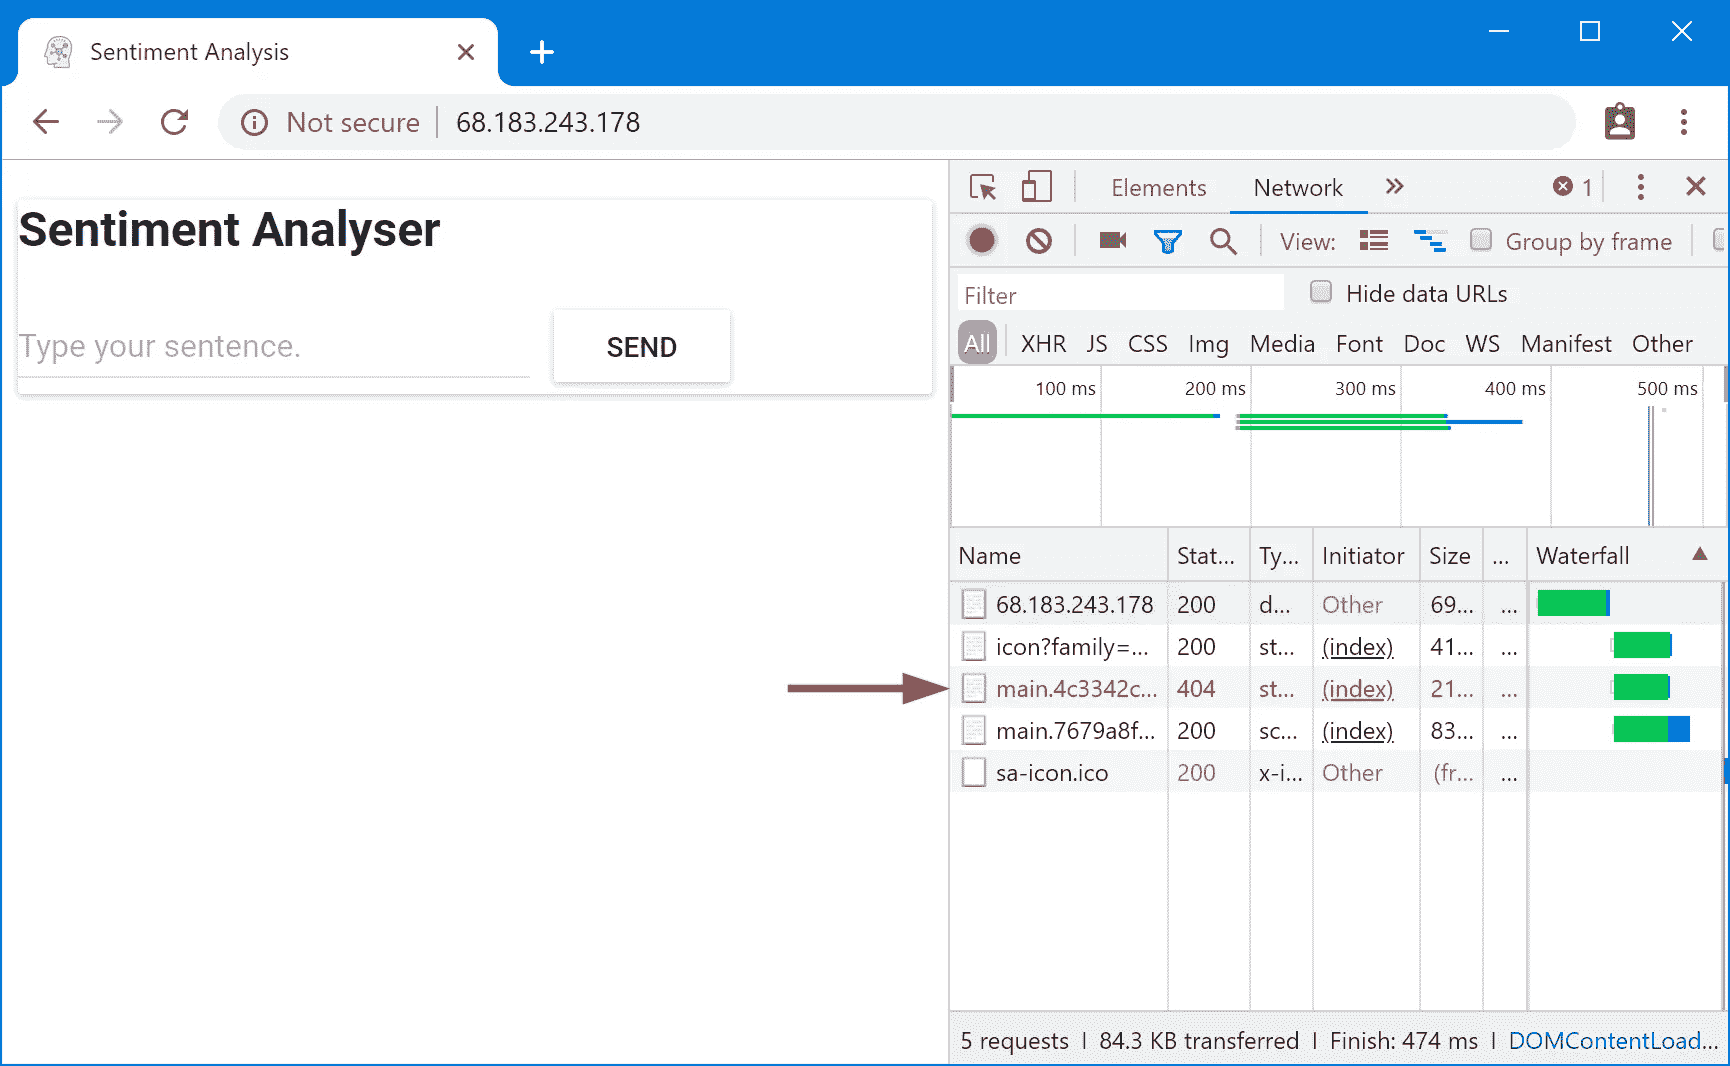 Sentiment Analysis
Not secure 68.183.243.178
Sentiment Analyser
Type your sentence. SEND
Elements Network 1
View: Group by frame
Filter Hide data URLs
All XHR JS CSS Img Media Font Doc WS Manifest Other
100 ms 200 ms 300 ms 400 ms 500 ms
Name Stat... Ty... Initiator Size ... Waterfall
68.183.243.178 200 d... Other 69... ...
icon?family=... 200 st... (index) 41... ...
main.4c3342c... 404 st... (index) 21... ...
main.7679a8f... 200 sc... (index) 83... ...
sa-icon.ico 200 x-i... Other (fr... ...
5 requests | 84.3 KB transferred | Finish: 474 ms | DOMContentLoad...